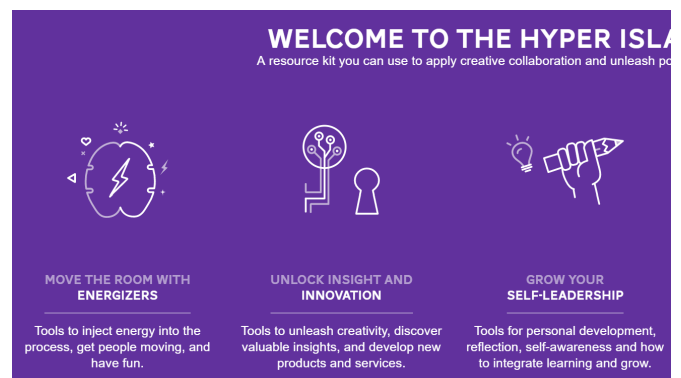 WELCOME TO THE HYPER
A resource kit you can use to apply creative collaboration and unleash
MOVE THE ROOM WITH
ENERGIZERS
Tools to inject energy into the
process, get people moving, and
have fun.
UNLOCK INSIGHT AND
INNOVATION
Tools to unleash creativity, discover
valuable insights, and develop new
products and services.
GROW YOUR
SELF-LEADERSHIP
Tools for personal development,
reflection, self-awareness and how
to integrate learning and grow.